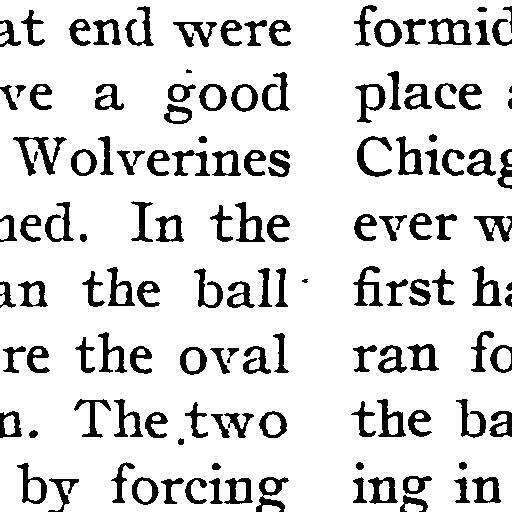 at end were
ve a good
Wolverines
ned. In the
an the ball
re the oval
n. The two
by forcing
formid
place a
Chicag
ever w
first ha
ran fo
the ba
ing in